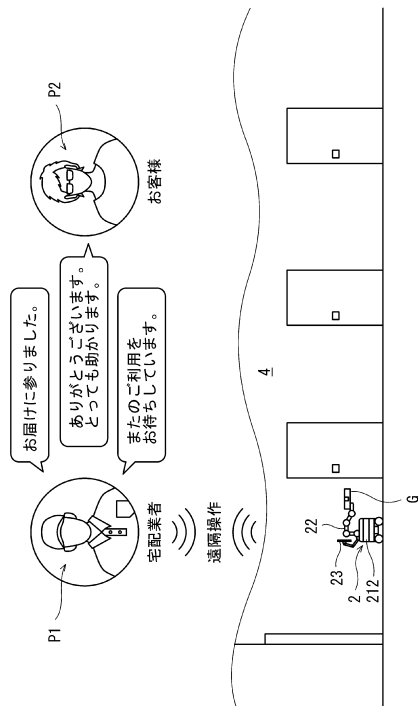 お届けに参りました。
ありがとうございます。
とっても助かります。
またのご利用を
お待ちしています。
P1
P2
宅配業者
お客様
遠隔操作
4
22
23
2
212
G